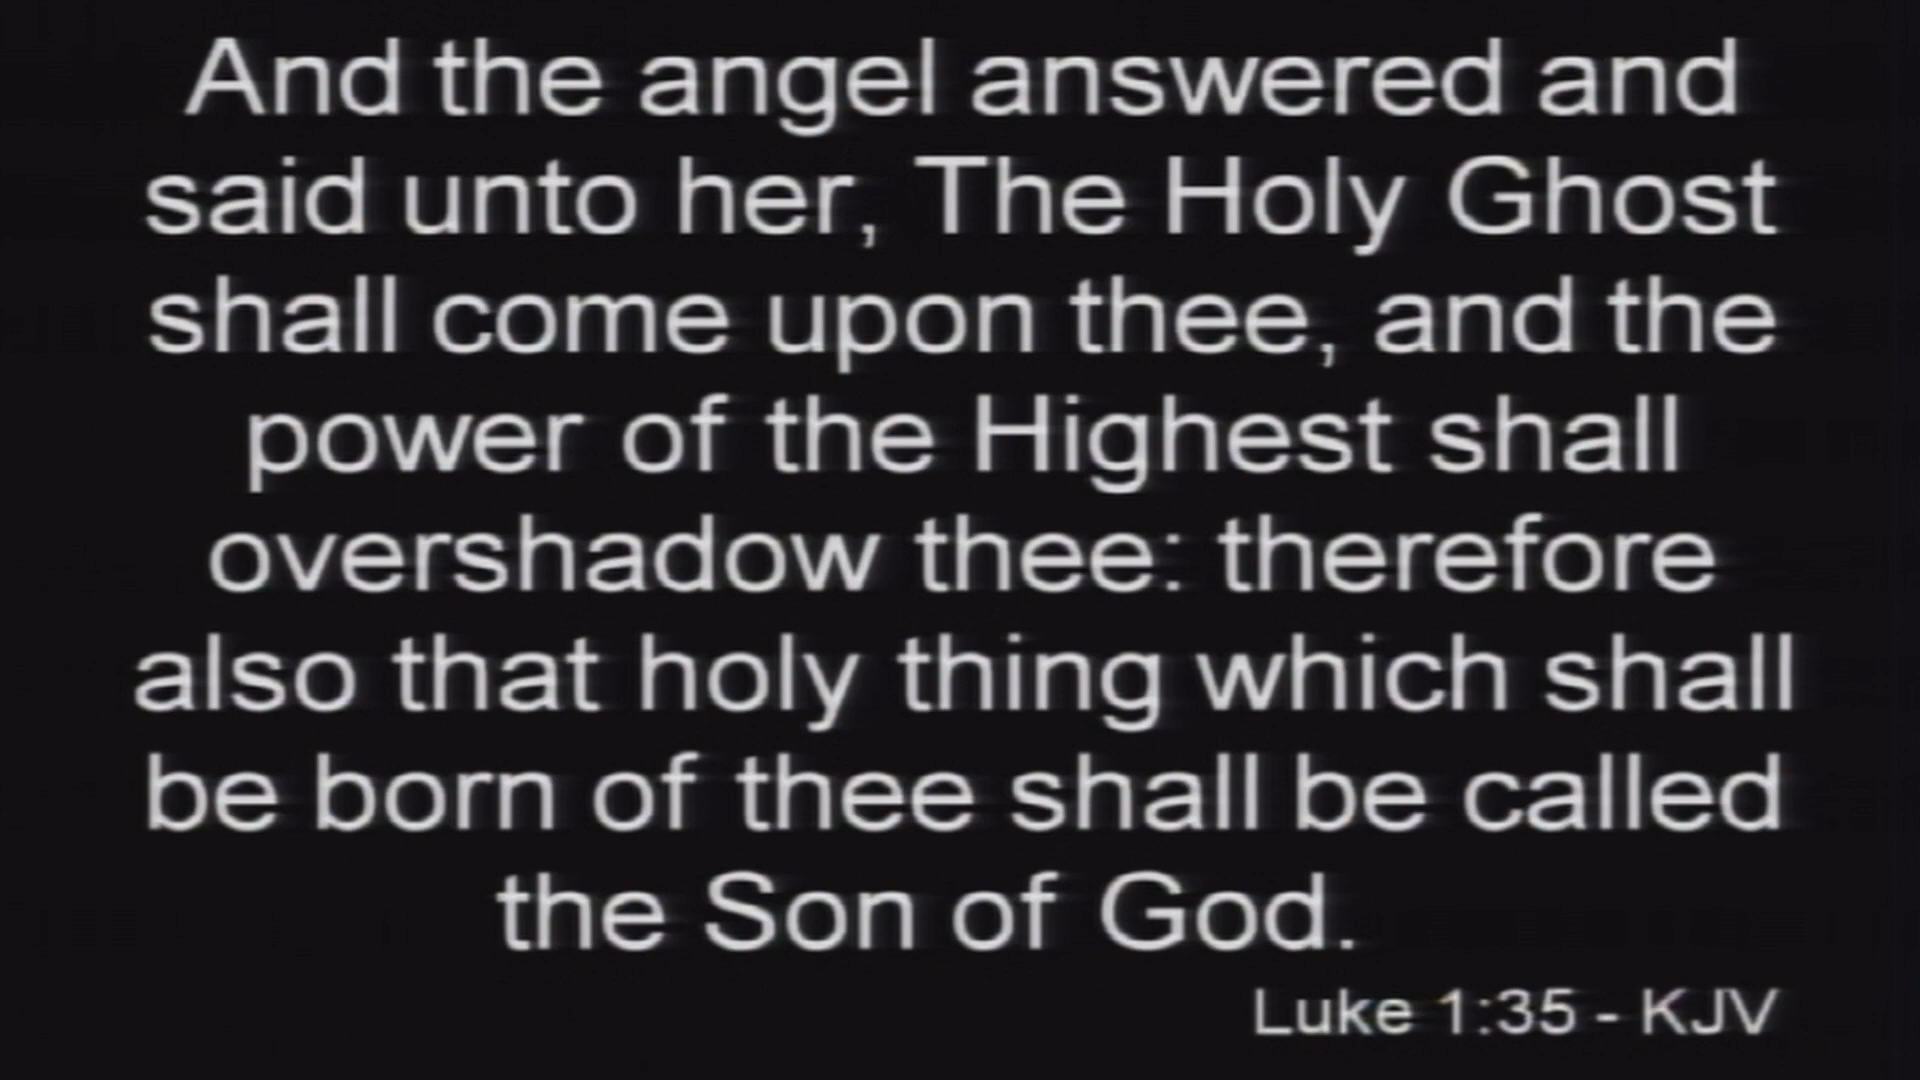 And the angel answered and
said unto her, The Holy Ghost
shall come upon thee, and the
power of the Highest shall
overshadow thee: therefore
also that holy thing which shall
be born of thee shall be called
the Son of God.
Luke 1:35 - KJV